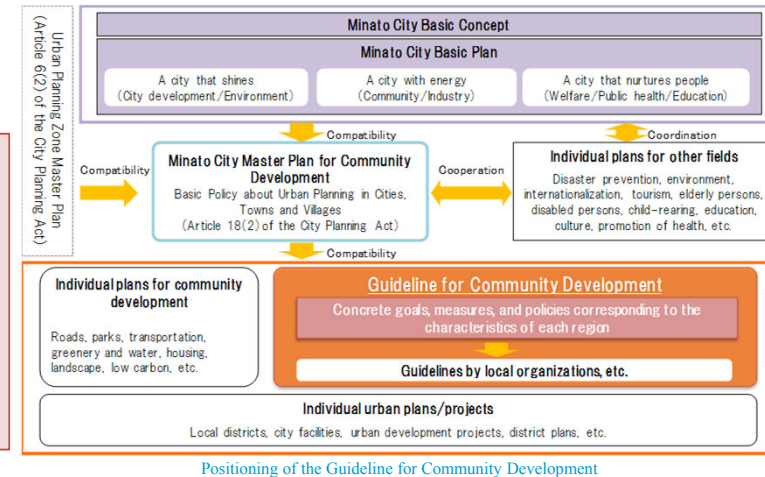 Urban Planning Zone Master Plan
(Article 6(2) of the City Planning Act)
Minato City Basic Concept
Minato City Basic Plan
A city that shines
(City development/Environment)
A city with energy
(Community/Industry)
A city that nurtures people
(Welfare/Public health/Education)
Compatibility
Coordination
Compatibility
Minato City Master Plan for Community
Development
Basic Policy about Urban Planning in Cities,
Towns and Villages
(Article 18(2) of the City Planning Act)
Cooperation
Individual plans for other fields
Disaster prevention, environment,
internationalization, tourism, elderly persons,
disabled persons, child-rearing, education,
culture, promotion of health, etc.
Compatibility
Individual plans for community
development
Roads, parks, transportation,
greenery and water, housing,
landscape, low carbon, etc.
Guideline for Community Development
Concrete goals, measures, and policies corresponding to the
characteristics of each region
Guidelines by local organizations, etc.
Individual urban plans/projects
Local districts, city facilities, urban development projects, district plans, etc.
Positioning of the Guideline for Community Development